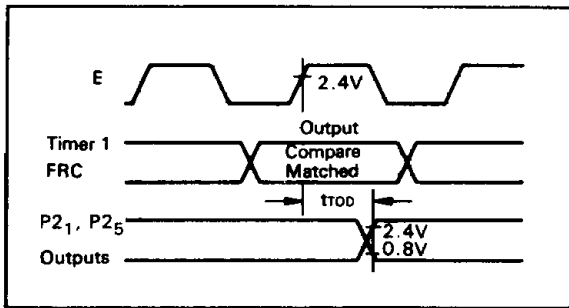 E
2.4V
Timer 1
FRC
Output
Compare
Matched
tTOD
P2₁, P2₅
Outputs
2.4V
0.8V